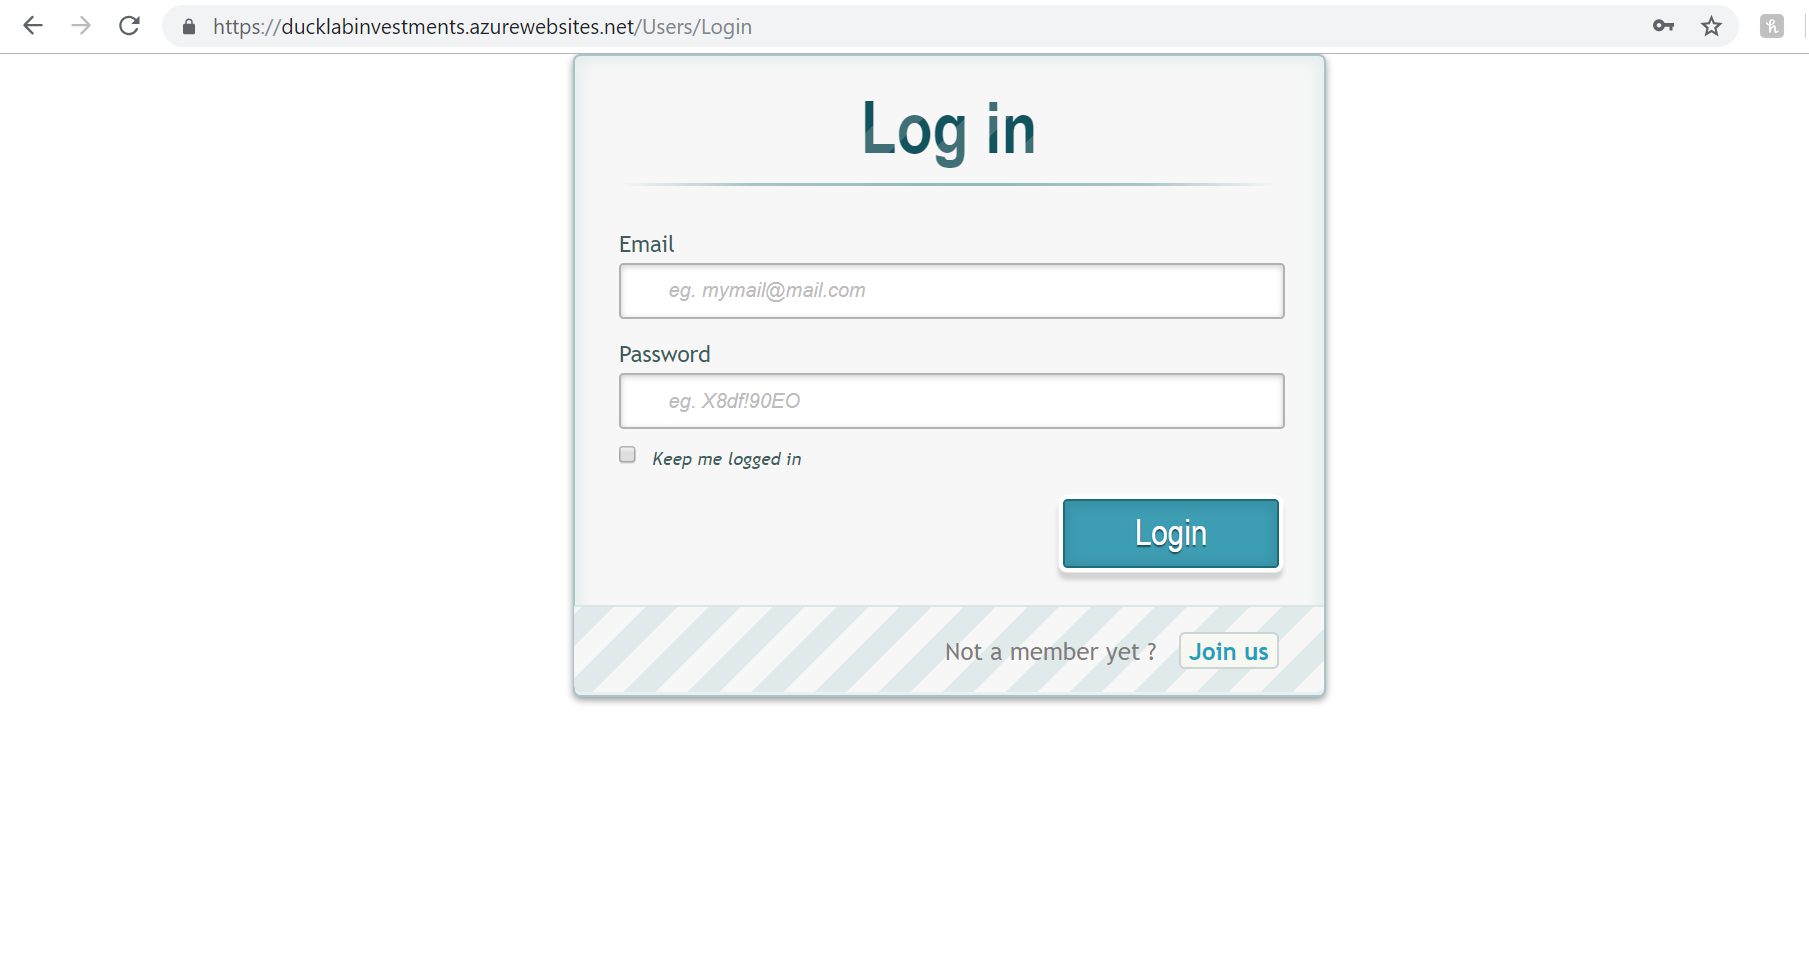 https://ducklabinvestments.azurewebsites.net/Users/Login
Log in
Email
eg. mymail@mail.com
Password
eg. X8df!90EO
Keep me logged in
Login
Not a member yet ? Join us